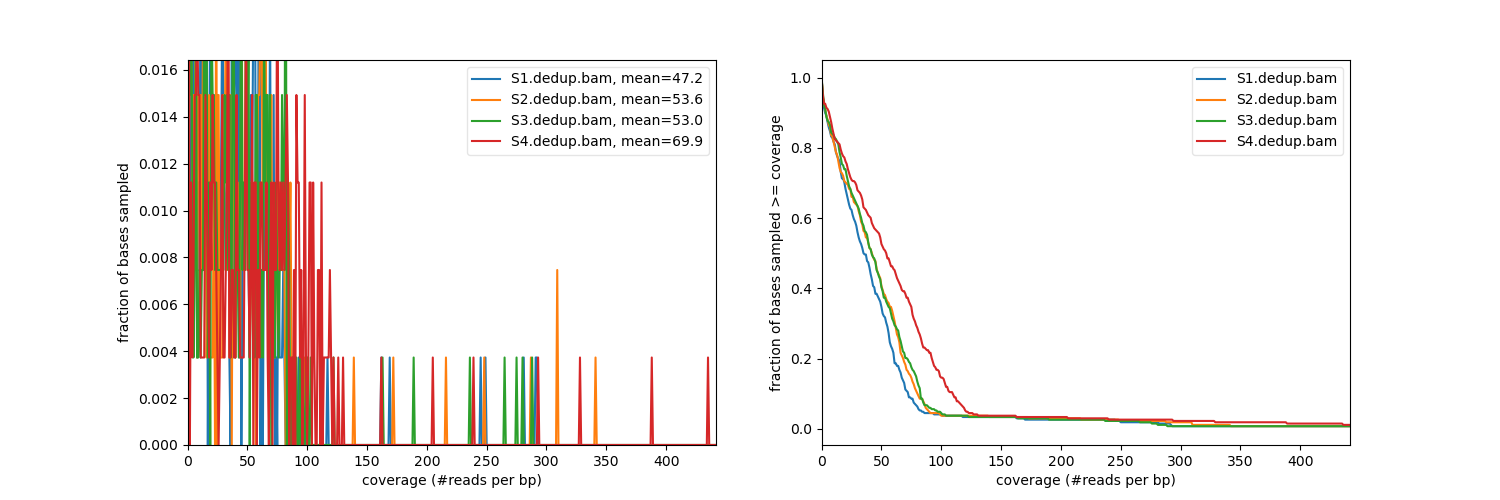 0.016
0.014
0.012
0.010
0.008
0.006
0.004
0.002
0.000
fraction of bases sampled
0 50 100 150 200 250 300 350 400
coverage (#reads per bp)
S1.dedup.bam, mean=47.2
S2.dedup.bam, mean=53.6
S3.dedup.bam, mean=53.0
S4.dedup.bam, mean=69.9
1.0
0.8
0.6
0.4
0.2
0.0
fraction of bases sampled >= coverage
0 50 100 150 200 250 300 350 400
coverage (#reads per bp)
S1.dedup.bam
S2.dedup.bam
S3.dedup.bam
S4.dedup.bam